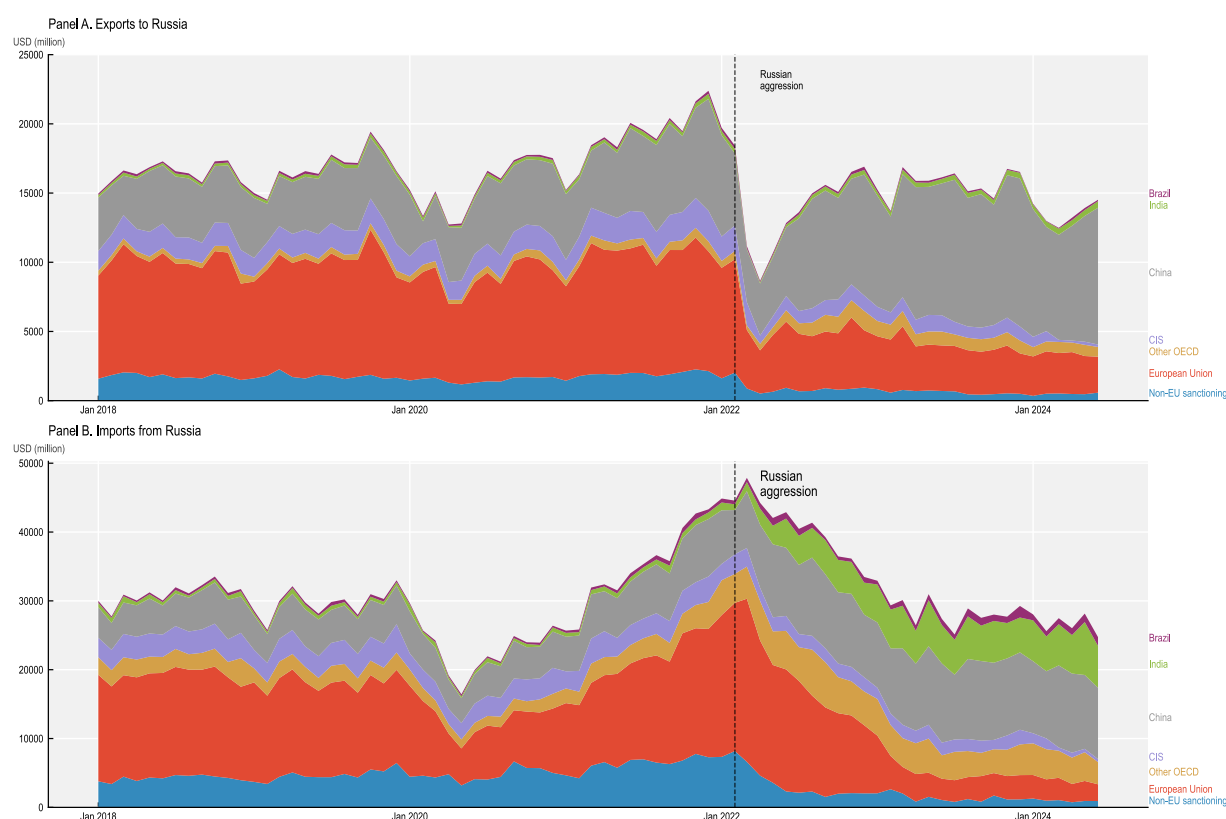 Panel A. Exports to Russia
USD (million)
25000
Russian
aggression
20000
15000
Brazil
India
10000
China
5000
CIS
Other OECD
European Union
Non-EU sanctioning
0
Jan 2018
Jan 2020
Jan 2022
Jan 2024
Panel B. Imports from Russia
USD (million)
50000
Russian
aggression
40000
30000
Brazil
20000
India
China
10000
CIS
Other OECD
European Union
Non-EU sanctioning
0
Jan 2018
Jan 2020
Jan 2022
Jan 2024